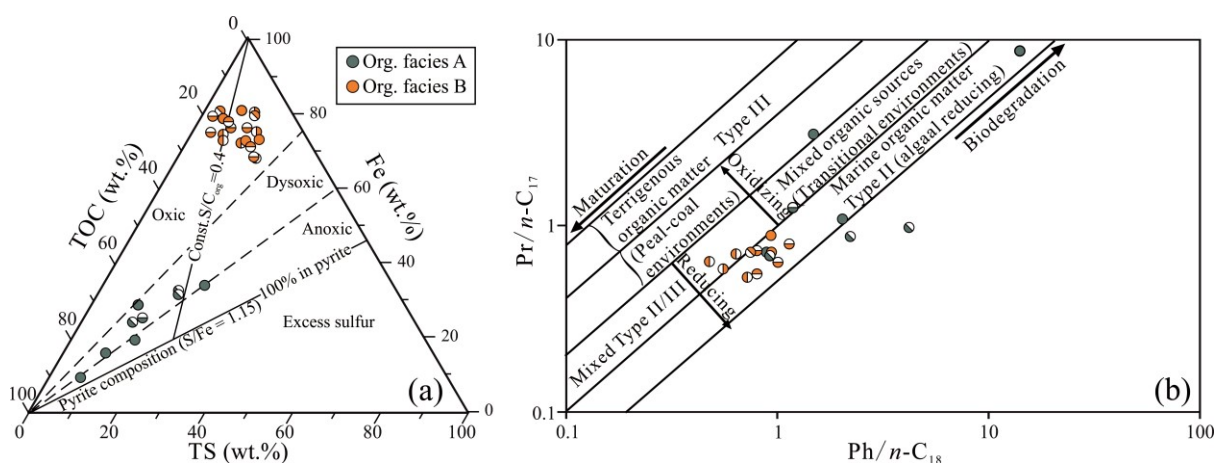 0
100
Org. facies A
Org. facies B
20
80
TOC (wt.%)
40
Fe (wt.%)
Const.S/Corg=0.4
Dysoxic
60
Oxic
60
Anoxic
40
100% in pyrite
80
Pyrite composition (S/Fe = 1.15)
Excess sulfur
20
100
(a)
0
0
20
40
60
80
100
TS (wt.%)
10
Pr/n-C17
1
0.1
Maturation
Terrigenous
organic matter
Type III
(Peal-coal
environments)
Oxidizing
Reducing
Mixed organic sources
(Transitional environments)
Marine organic matter
Type II (algaal reducing)
Biodegradation
Mixed Type II/III
(b)
0.1
1
10
100
Ph/n-C18